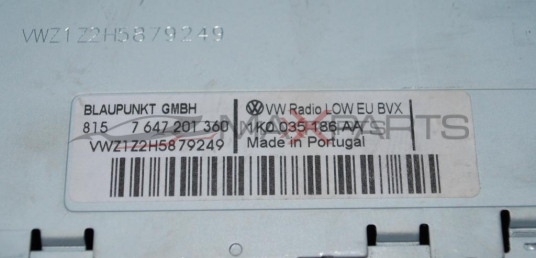 VWZ1Z2H5879249
BLAUPUNKT GMBH
VW Radio LOW EU BVX
815 7 647 201 360
1K0 035 186 AA
VWZ1Z2H5879249
Made in Portugal
MAXPARTS